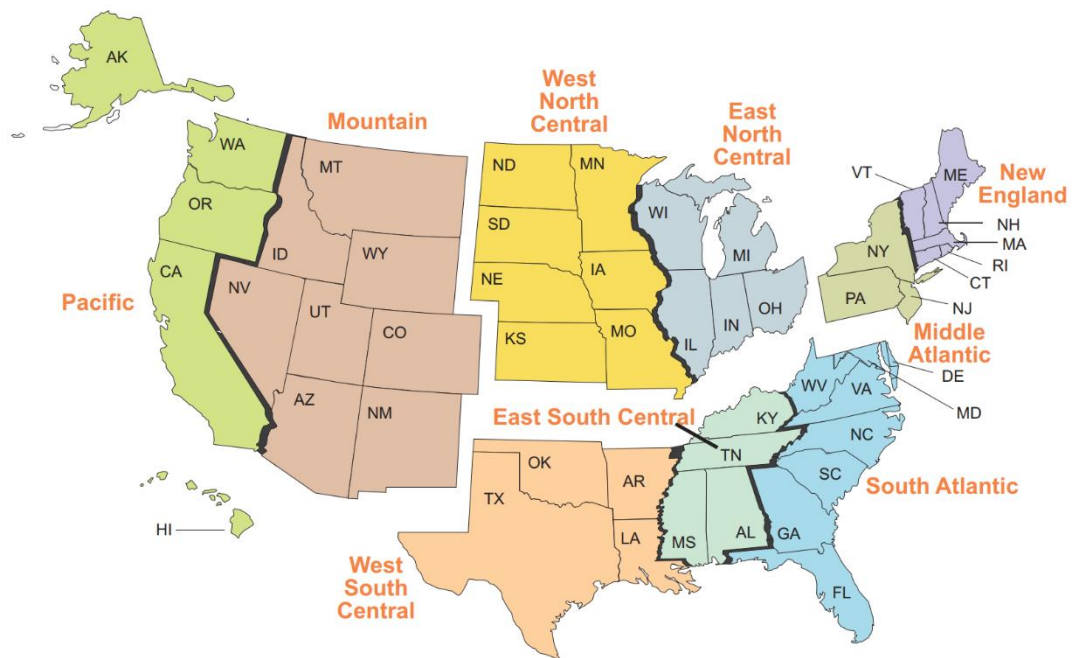 AK
West
North
Central
Mountain
East
North
Central
WA
MT
ND
MN
VT
ME
New
England
OR
SD
WI
NH
MA
ID
WY
MI
NY
RI
CA
NE
IA
CT
Pacific
NV
PA
NJ
UT
CO
KS
MO
IL
IN
OH
Middle
Atlantic
DE
WV
VA
MD
AZ
NM
East South Central
KY
NC
TN
OK
AR
SC
South Atlantic
TX
HI
LA
MS
AL
GA
West
South
Central
FL